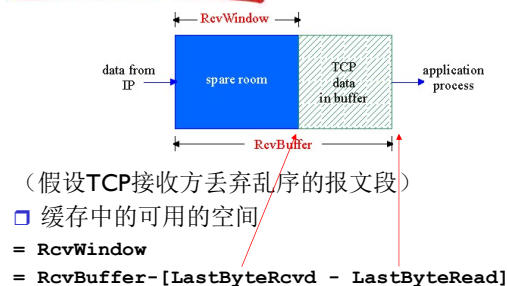 RcvWindow
data from
IP
spare room
TCP
data
in buffer
application
process
RcvBuffer
（假设TCP接收方丢弃乱序的报文段）
缓存中的可用的空间
= RcvWindow
= RcvBuffer-[LastByteRcvd - LastByteRead]